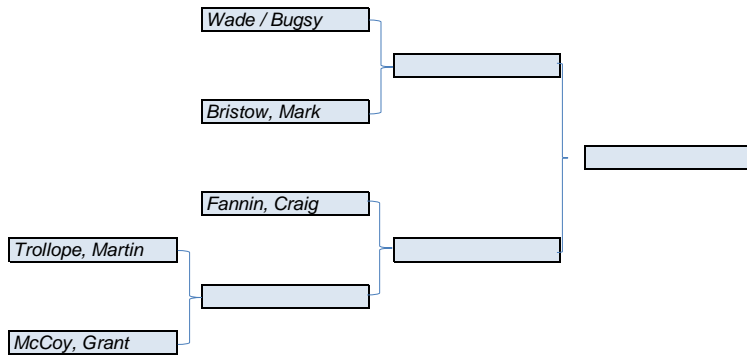 Wade / Bugsy
Bristow, Mark
Fannin, Craig
Trollope, Martin
McCoy, Grant